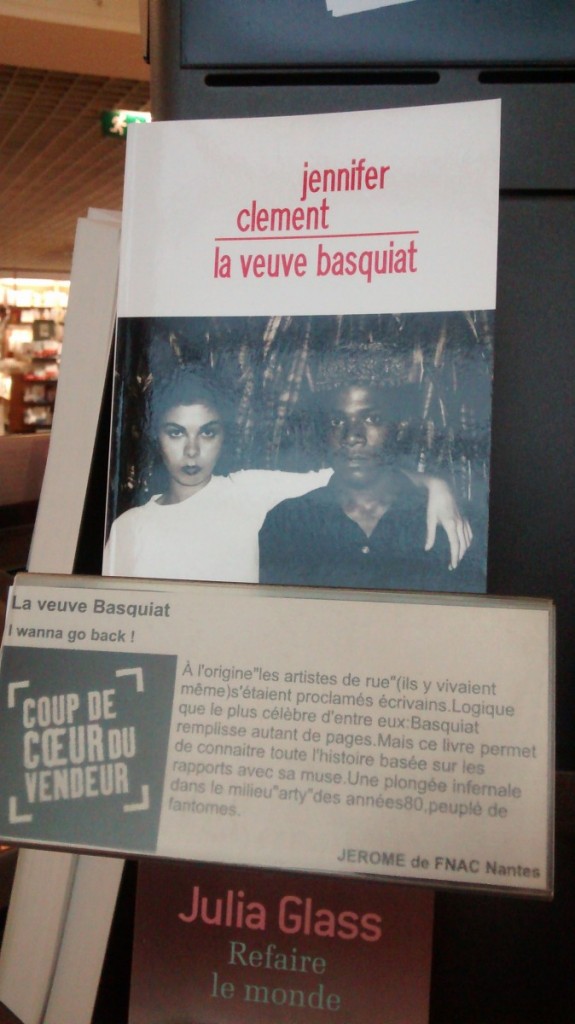 jennifer
clement
la veuve basquiat
La veuve Basquiat
I wanna go back !
COUP DE
CŒUR DU
VENDEUR
À l'origine"les artistes de rue"(ils y vivaient
même)s'étaient proclamés écrivains.Logique
que le plus célèbre d'entre eux:Basquiat
remplisse autant de pages.Mais ce livre permet
de connaitre toute l'histoire basée sur les
rapports avec sa muse.Une plongée infernale
dans le milieu"arty"des années80,peuplè de
fantomes.
JEROME de FNAC Nantes
Julia Glass
Refaire
le monde